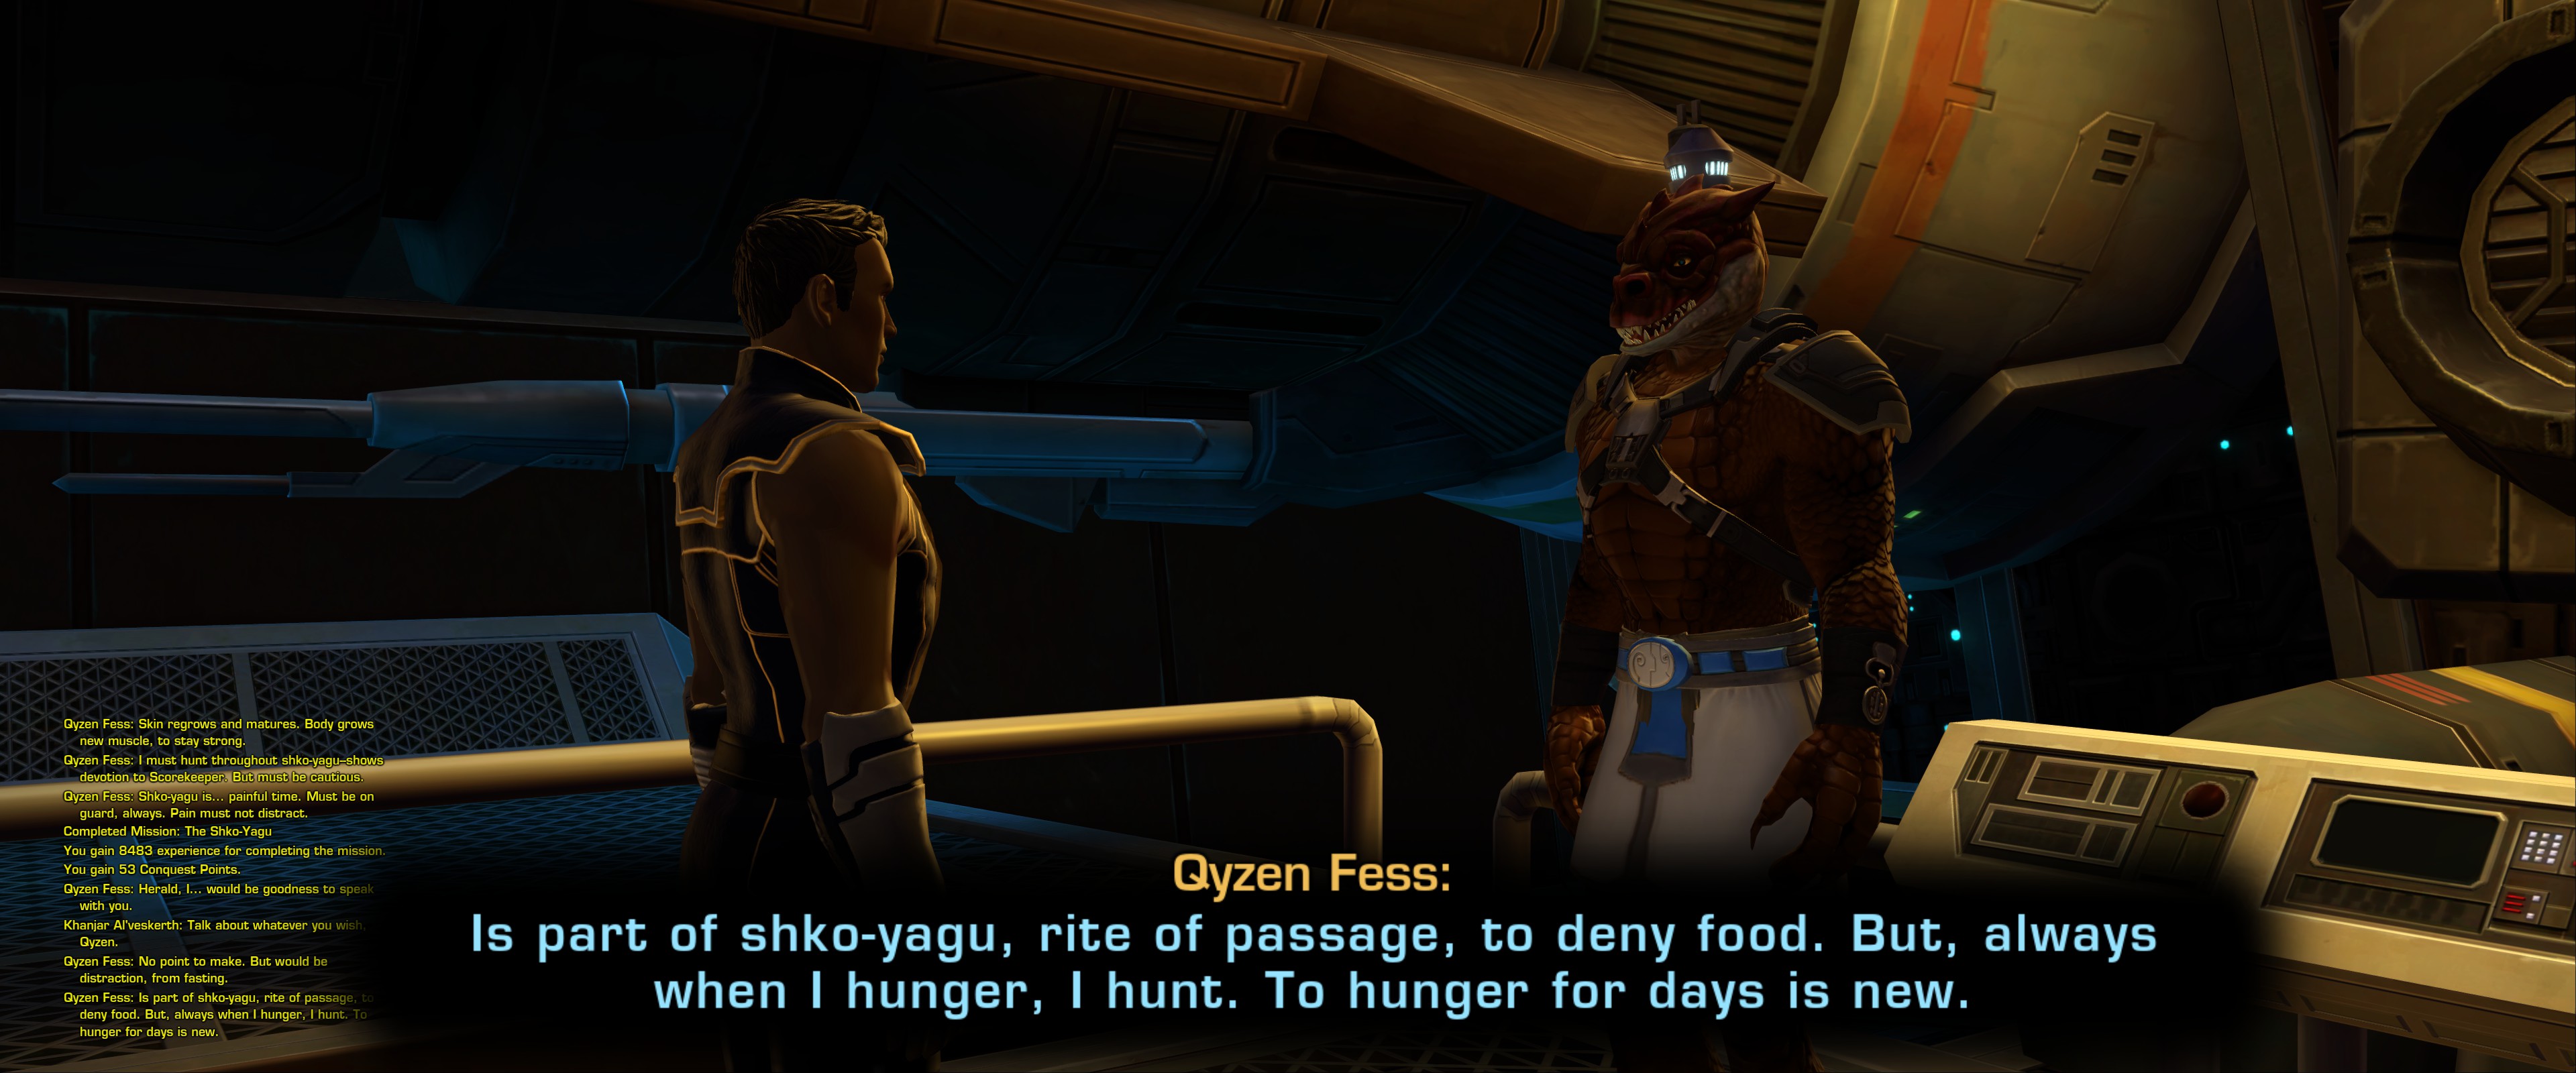 Qyzen Fess: Skin regrows and matures. Body grows
new muscle, to stay strong.
Qyzen Fess: I must hunt throughout shko-yagu--shows
devotion to Scorekeeper. But must be cautious.
Qyzen Fess: Shko-yagu is... painful time. Must be on
guard, always. Pain must not distract.
Completed Mission: The Shko-Yagu
You gain 8483 experience for completing the mission.
You gain 53 Conquest Points.
Qyzen Fess: Herald, I... would be goodness to speak
with you.
Khanjar Al'veskerth: Talk about whatever you wish,
Qyzen.
Qyzen Fess: No point to make. But would be
distraction, from fasting.
Qyzen Fess: Is part of shko-yagu, rite of passage, to
deny food. But, always when I hunger, I hunt. To
hunger for days is new.
Qyzen Fess:
Is part of shko-yagu, rite of passage, to deny food. But, always
when I hunger, I hunt. To hunger for days is new.